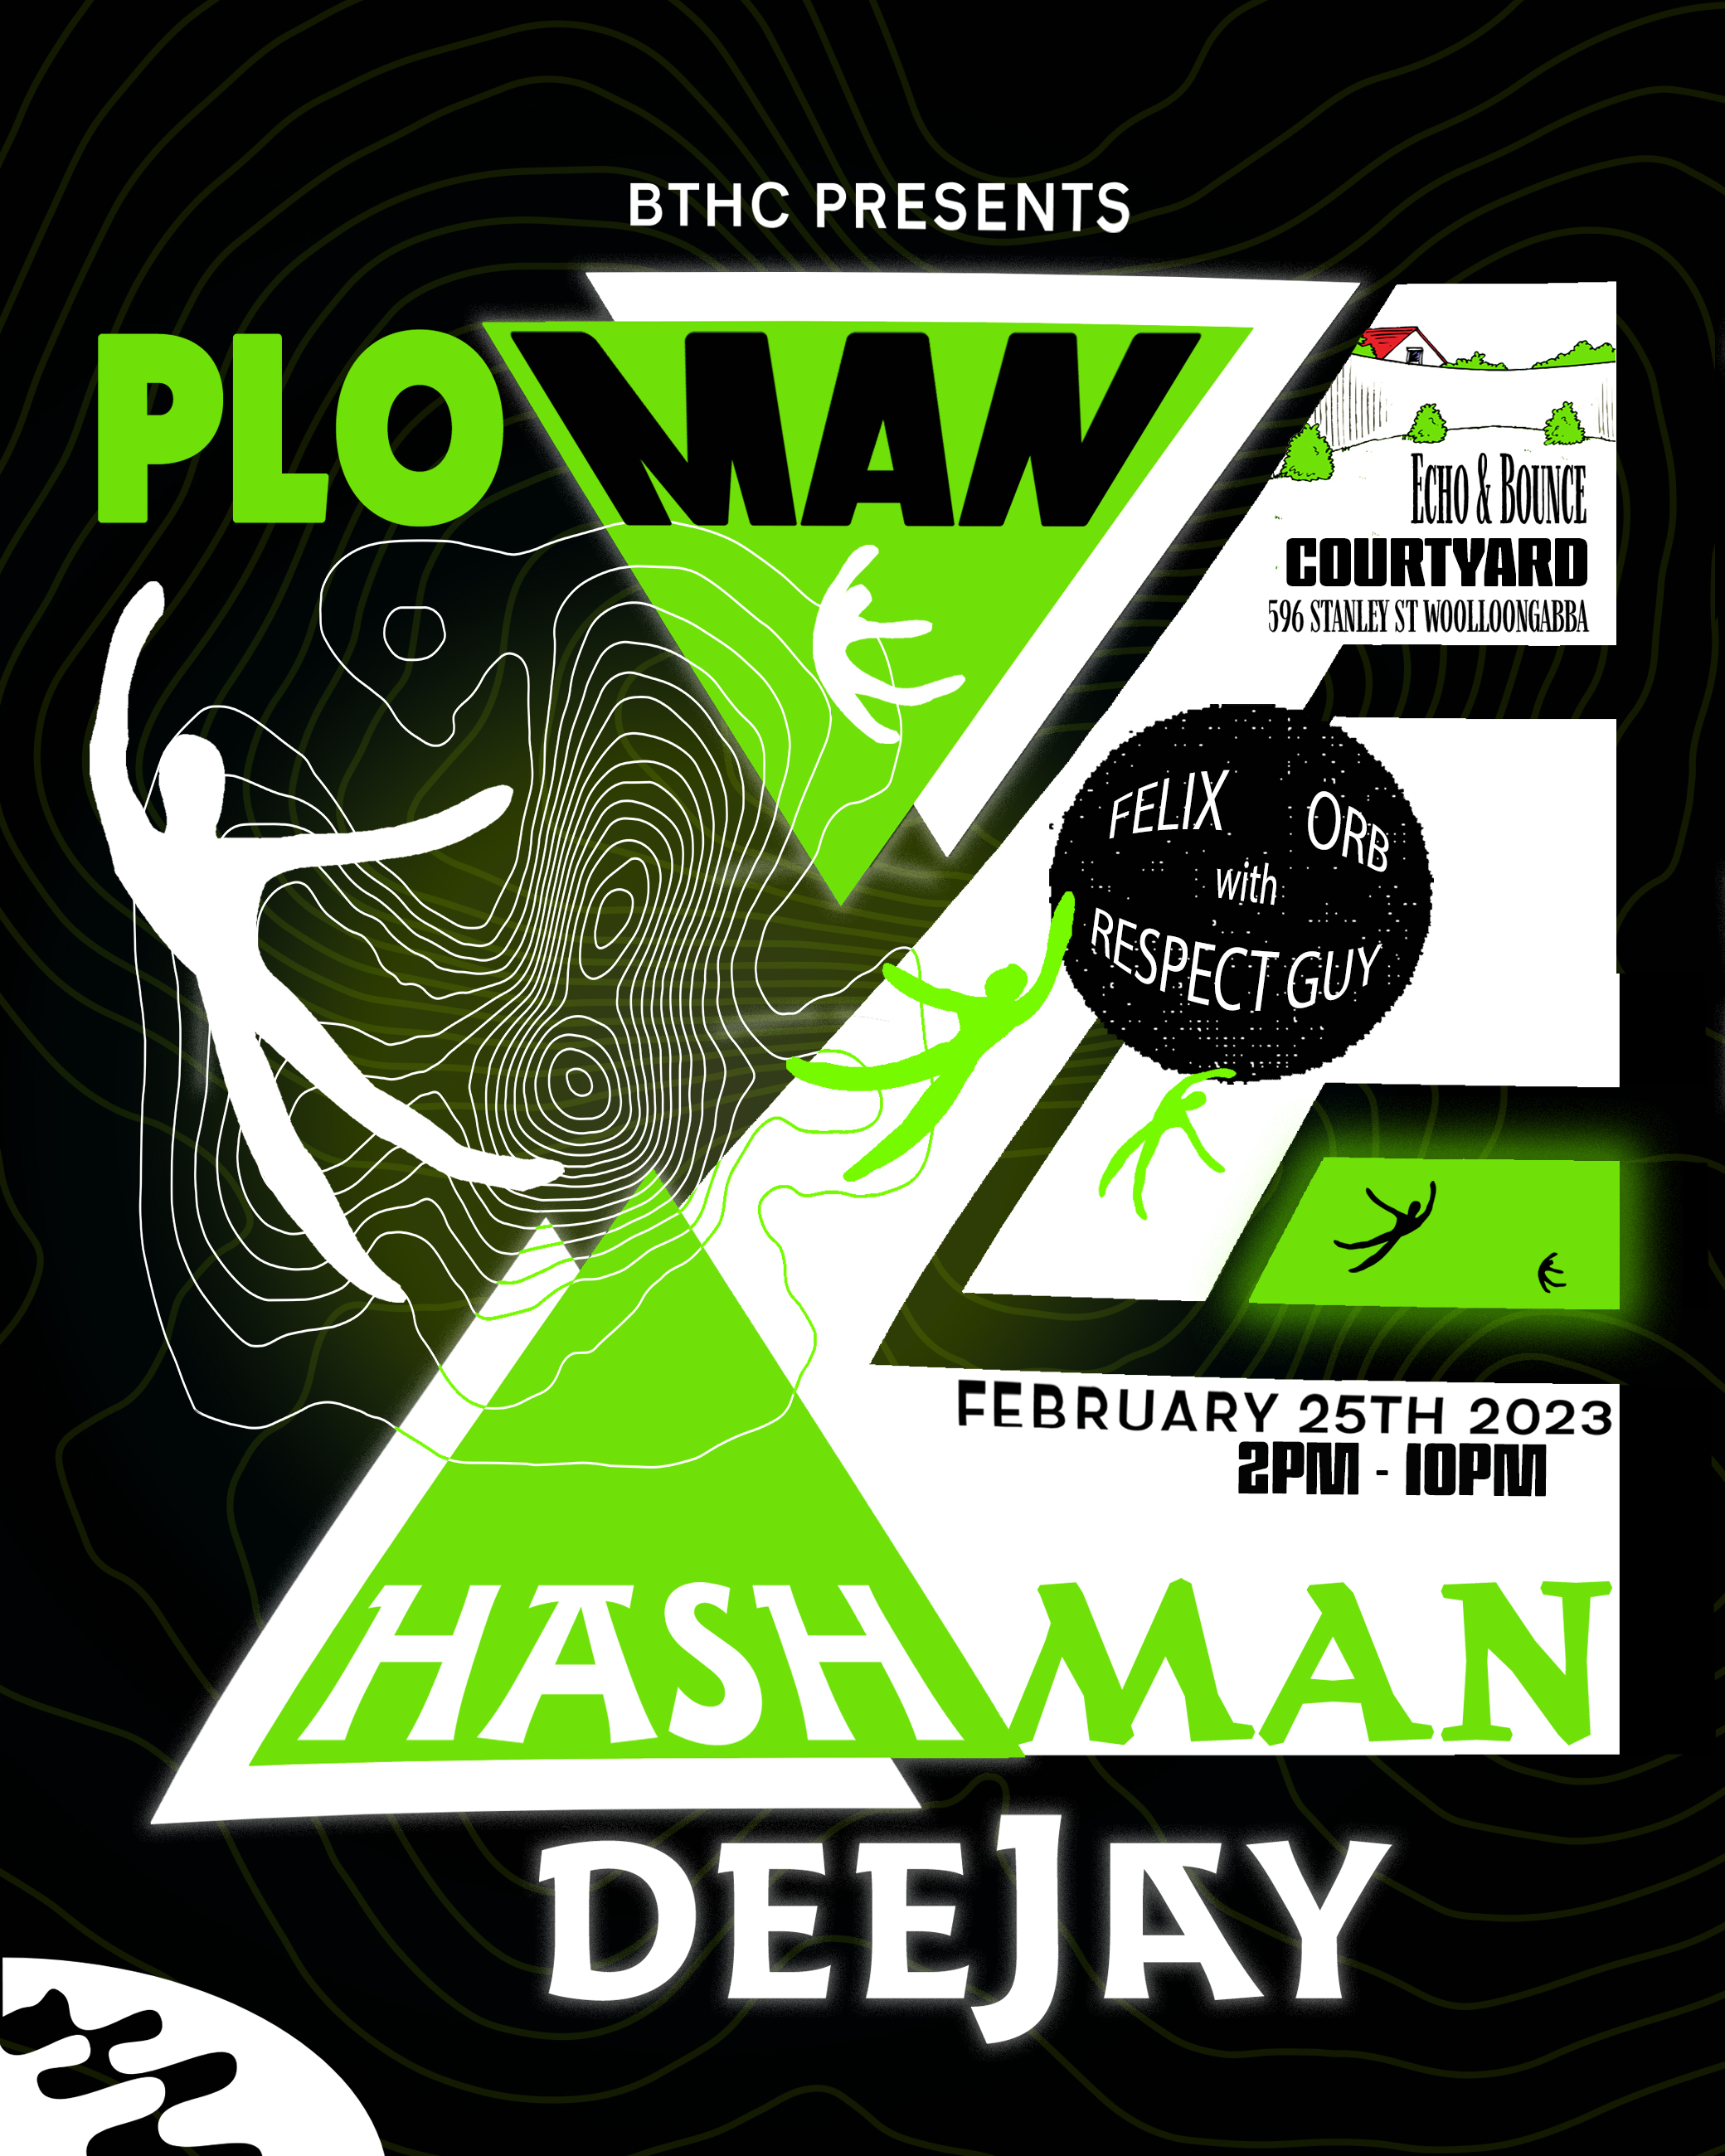 BTHC PRESENTS
PLOMAN
ECHO & BOUNCE
COURTYARD
596 STANLEY ST WOOLLOONGABBA
FELIX ORB
with
RESPECT GUY
FEBRUARY 25TH 2023
2PM - 10PM
HASHMAN
DEEJAY